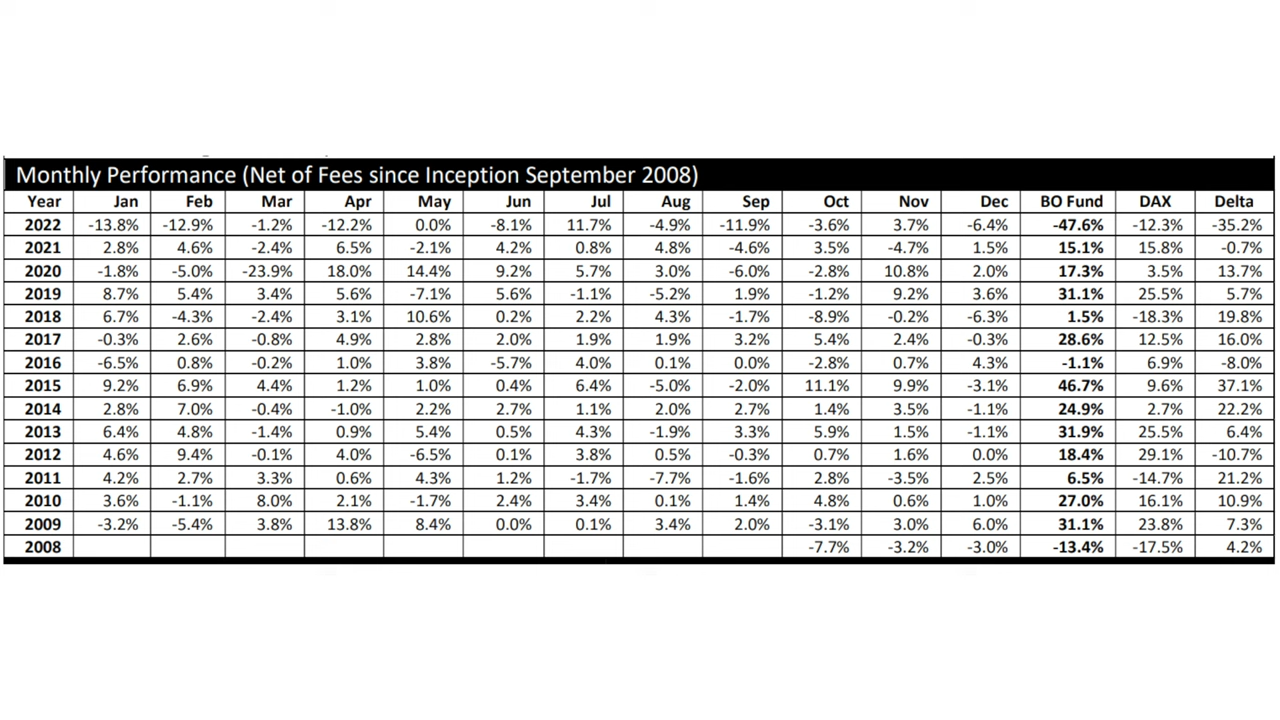 Monthly Performance (Net of Fees since Inception September 2008)
Year Jan Feb Mar Apr May Jun Jul Aug Sep Oct Nov Dec BO Fund DAX Delta
2022 -13.8% -12.9% -1.2% -12.2% 0.0% -8.1% 11.7% -4.9% -11.9% -3.6% 3.7% -6.4% -47.6% -12.3% -35.2%
2021 2.8% 4.6% -2.4% 6.5% -2.1% 4.2% 0.8% 4.8% -4.6% 3.5% -4.7% 1.5% 15.1% 15.8% -0.7%
2020 -1.8% -5.0% -23.9% 18.0% 14.4% 9.2% 5.7% 3.0% -6.0% -2.8% 10.8% 2.0% 17.3% 3.5% 13.7%
2019 8.7% 5.4% 3.4% 5.6% -7.1% 5.6% -1.1% -5.2% 1.9% -1.2% 9.2% 3.6% 31.1% 25.5% 5.7%
2018 6.7% -4.3% -2.4% 3.1% 10.6% 0.2% 2.2% 4.3% -1.7% -8.9% -0.2% -6.3% 1.5% -18.3% 19.8%
2017 -0.3% 2.6% -0.8% 4.9% 2.8% 2.0% 1.9% 1.9% 3.2% 5.4% 2.4% -0.3% 28.6% 12.5% 16.0%
2016 -6.5% 0.8% -0.2% 1.0% 3.8% -5.7% 4.0% 0.1% 0.0% -2.8% 0.7% 4.3% -1.1% 6.9% -8.0%
2015 9.2% 6.9% 4.4% 1.2% 1.0% 0.4% 6.4% -5.0% -2.0% 11.1% 9.9% -3.1% 46.7% 9.6% 37.1%
2014 2.8% 7.0% -0.4% -1.0% 2.2% 2.7% 1.1% 2.0% 2.7% 1.4% 3.5% -1.1% 24.9% 2.7% 22.2%
2013 6.4% 4.8% -1.4% 0.9% 5.4% 0.5% 4.3% -1.9% 3.3% 5.9% 1.5% -1.1% 31.9% 25.5% 6.4%
2012 4.6% 9.4% -0.1% 4.0% -6.5% 0.1% 3.8% 0.5% -0.3% 0.7% 1.6% 0.0% 18.4% 29.1% -10.7%
2011 4.2% 2.7% 3.3% 0.6% 4.3% 1.2% -1.7% -7.7% -1.6% 2.8% -3.5% 2.5% 6.5% -14.7% 21.2%
2010 3.6% -1.1% 8.0% 2.1% -1.7% 2.4% 3.4% 0.1% 1.4% 4.8% 0.6% 1.0% 27.0% 16.1% 10.9%
2009 -3.2% -5.4% 3.8% 13.8% 8.4% 0.0% 0.1% 3.4% 2.0% -3.1% 3.0% 6.0% 31.1% 23.8% 7.3%
2008 -7.7% -3.2% -3.0% -13.4% -17.5% 4.2%